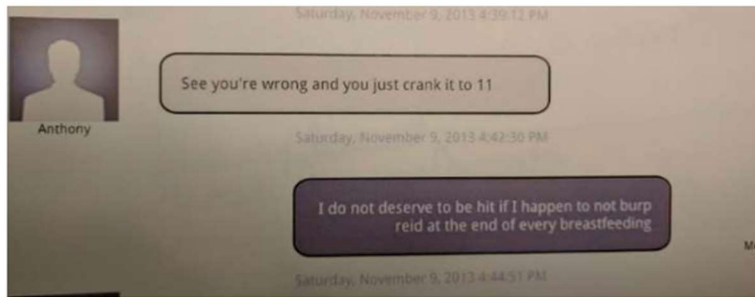 Saturday, November 9, 2013 4:39:12 PM
See you're wrong and you just crank it to 11
Anthony
Saturday, November 9, 2013 4:42:30 PM
I do not deserve to be hit if I happen to not burp
reid at the end of every breastfeeding
Saturday, November 9, 2013 4:44:51 PM